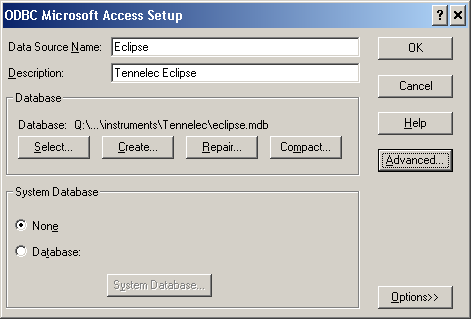 ODBC Microsoft Access Setup
Data Source Name: Eclipse
OK
Description: Tennelec Eclipse
Cancel
Database
Database: Q:\...\instruments\Tennelec\eclipse.mdb
Help
Select... Create... Repair... Compact...
Advanced...
System Database
None
Database:
System Database...
Options>>